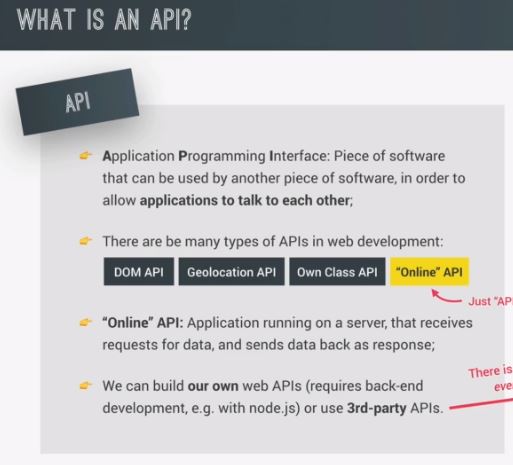 WHAT IS AN API?
API
Application Programming Interface: Piece of software
that can be used by another piece of software, in order to
allow applications to talk to each other;
There are be many types of APIs in web development:
DOM API Geolocation API Own Class API “Online” API
Just "AP
“Online” API: Application running on a server, that receives
requests for data, and sends data back as response;
There is
We can build our own web APIs (requires back-end
eve
development, e.g. with node.js) or use 3rd-party APIs.